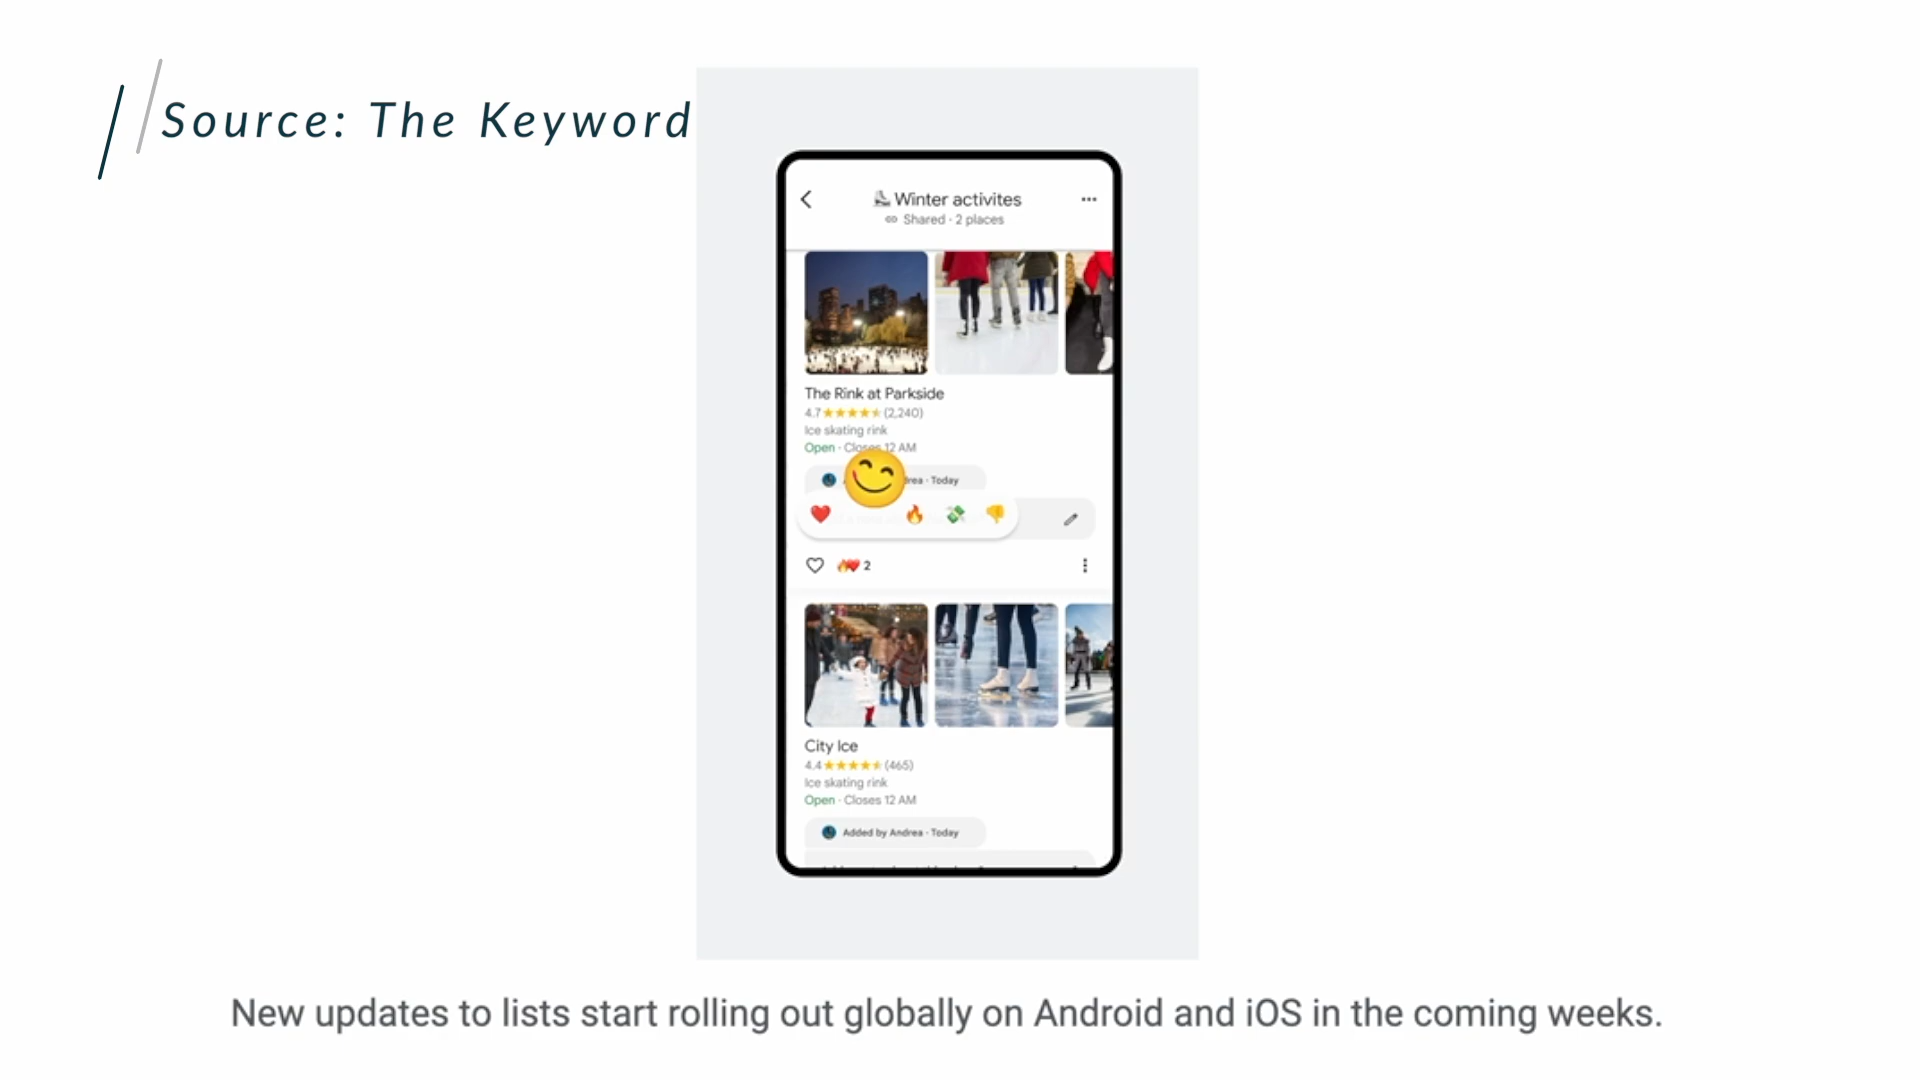 Source: The Keyword
Winter activites
Shared · 2 places
The Rink at Parkside
4.7 (2,240)
Ice skating rink
Open · Closes 12 AM
rea · Today
2
City Ice
4.4 (465)
Ice skating rink
Open · Closes 12 AM
Added by Andrea · Today
New updates to lists start rolling out globally on Android and iOS in the coming weeks.